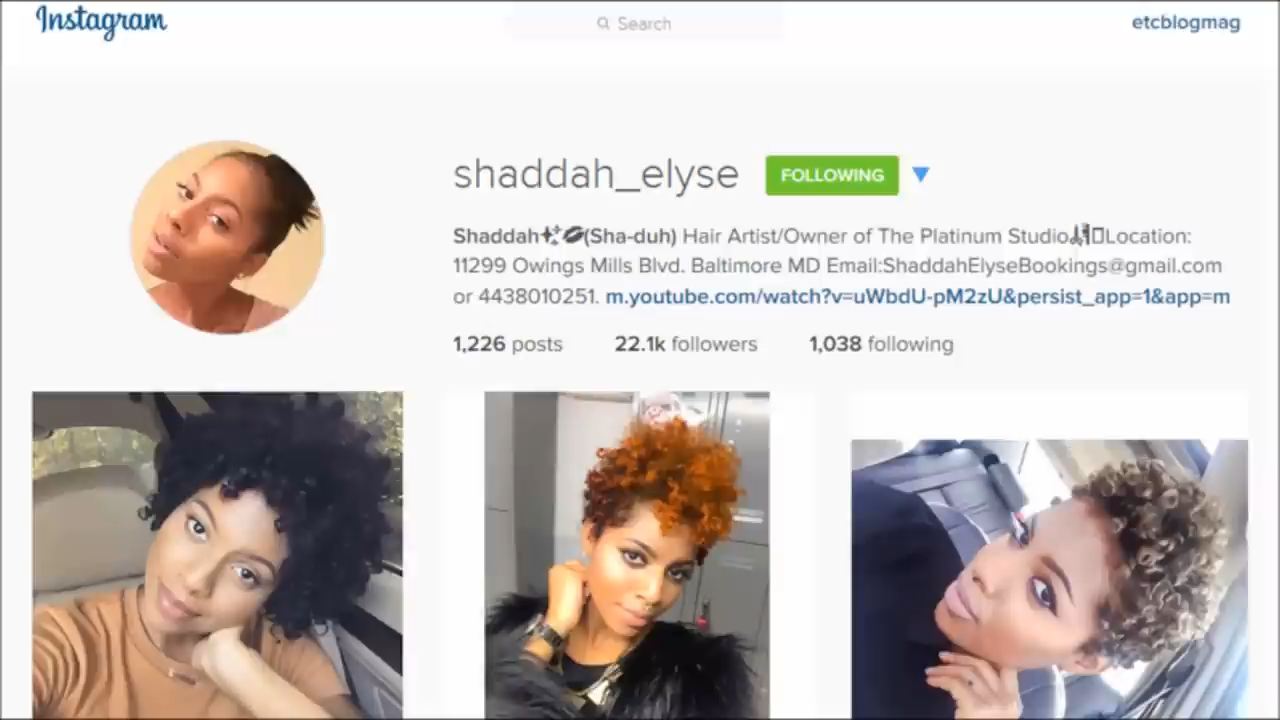 Instagram
Search
etcblogmag
shaddah_elyse
FOLLOWING
Shaddah✨💋(Sha-duh) Hair Artist/Owner of The Platinum Studio💇Location:
11299 Owings Mills Blvd. Baltimore MD Email:ShaddahElyseBookings@gmail.com
or 4438010251. m.youtube.com/watch?v=uWbdU-pM2zU&persist_app=1&app=m
1,226 posts 22.1k followers 1,038 following